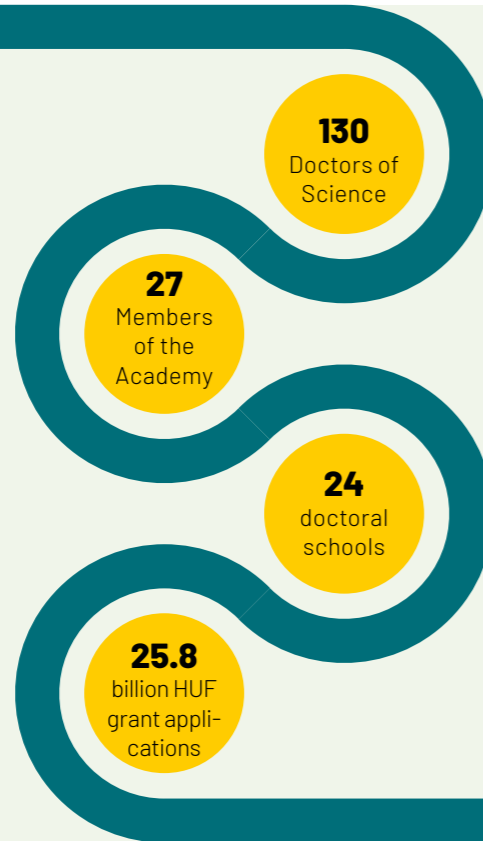 130
Doctors of
Science
27
Members
of the
Academy
24
doctoral
schools
25.8
billion HUF
grant appli-
cations